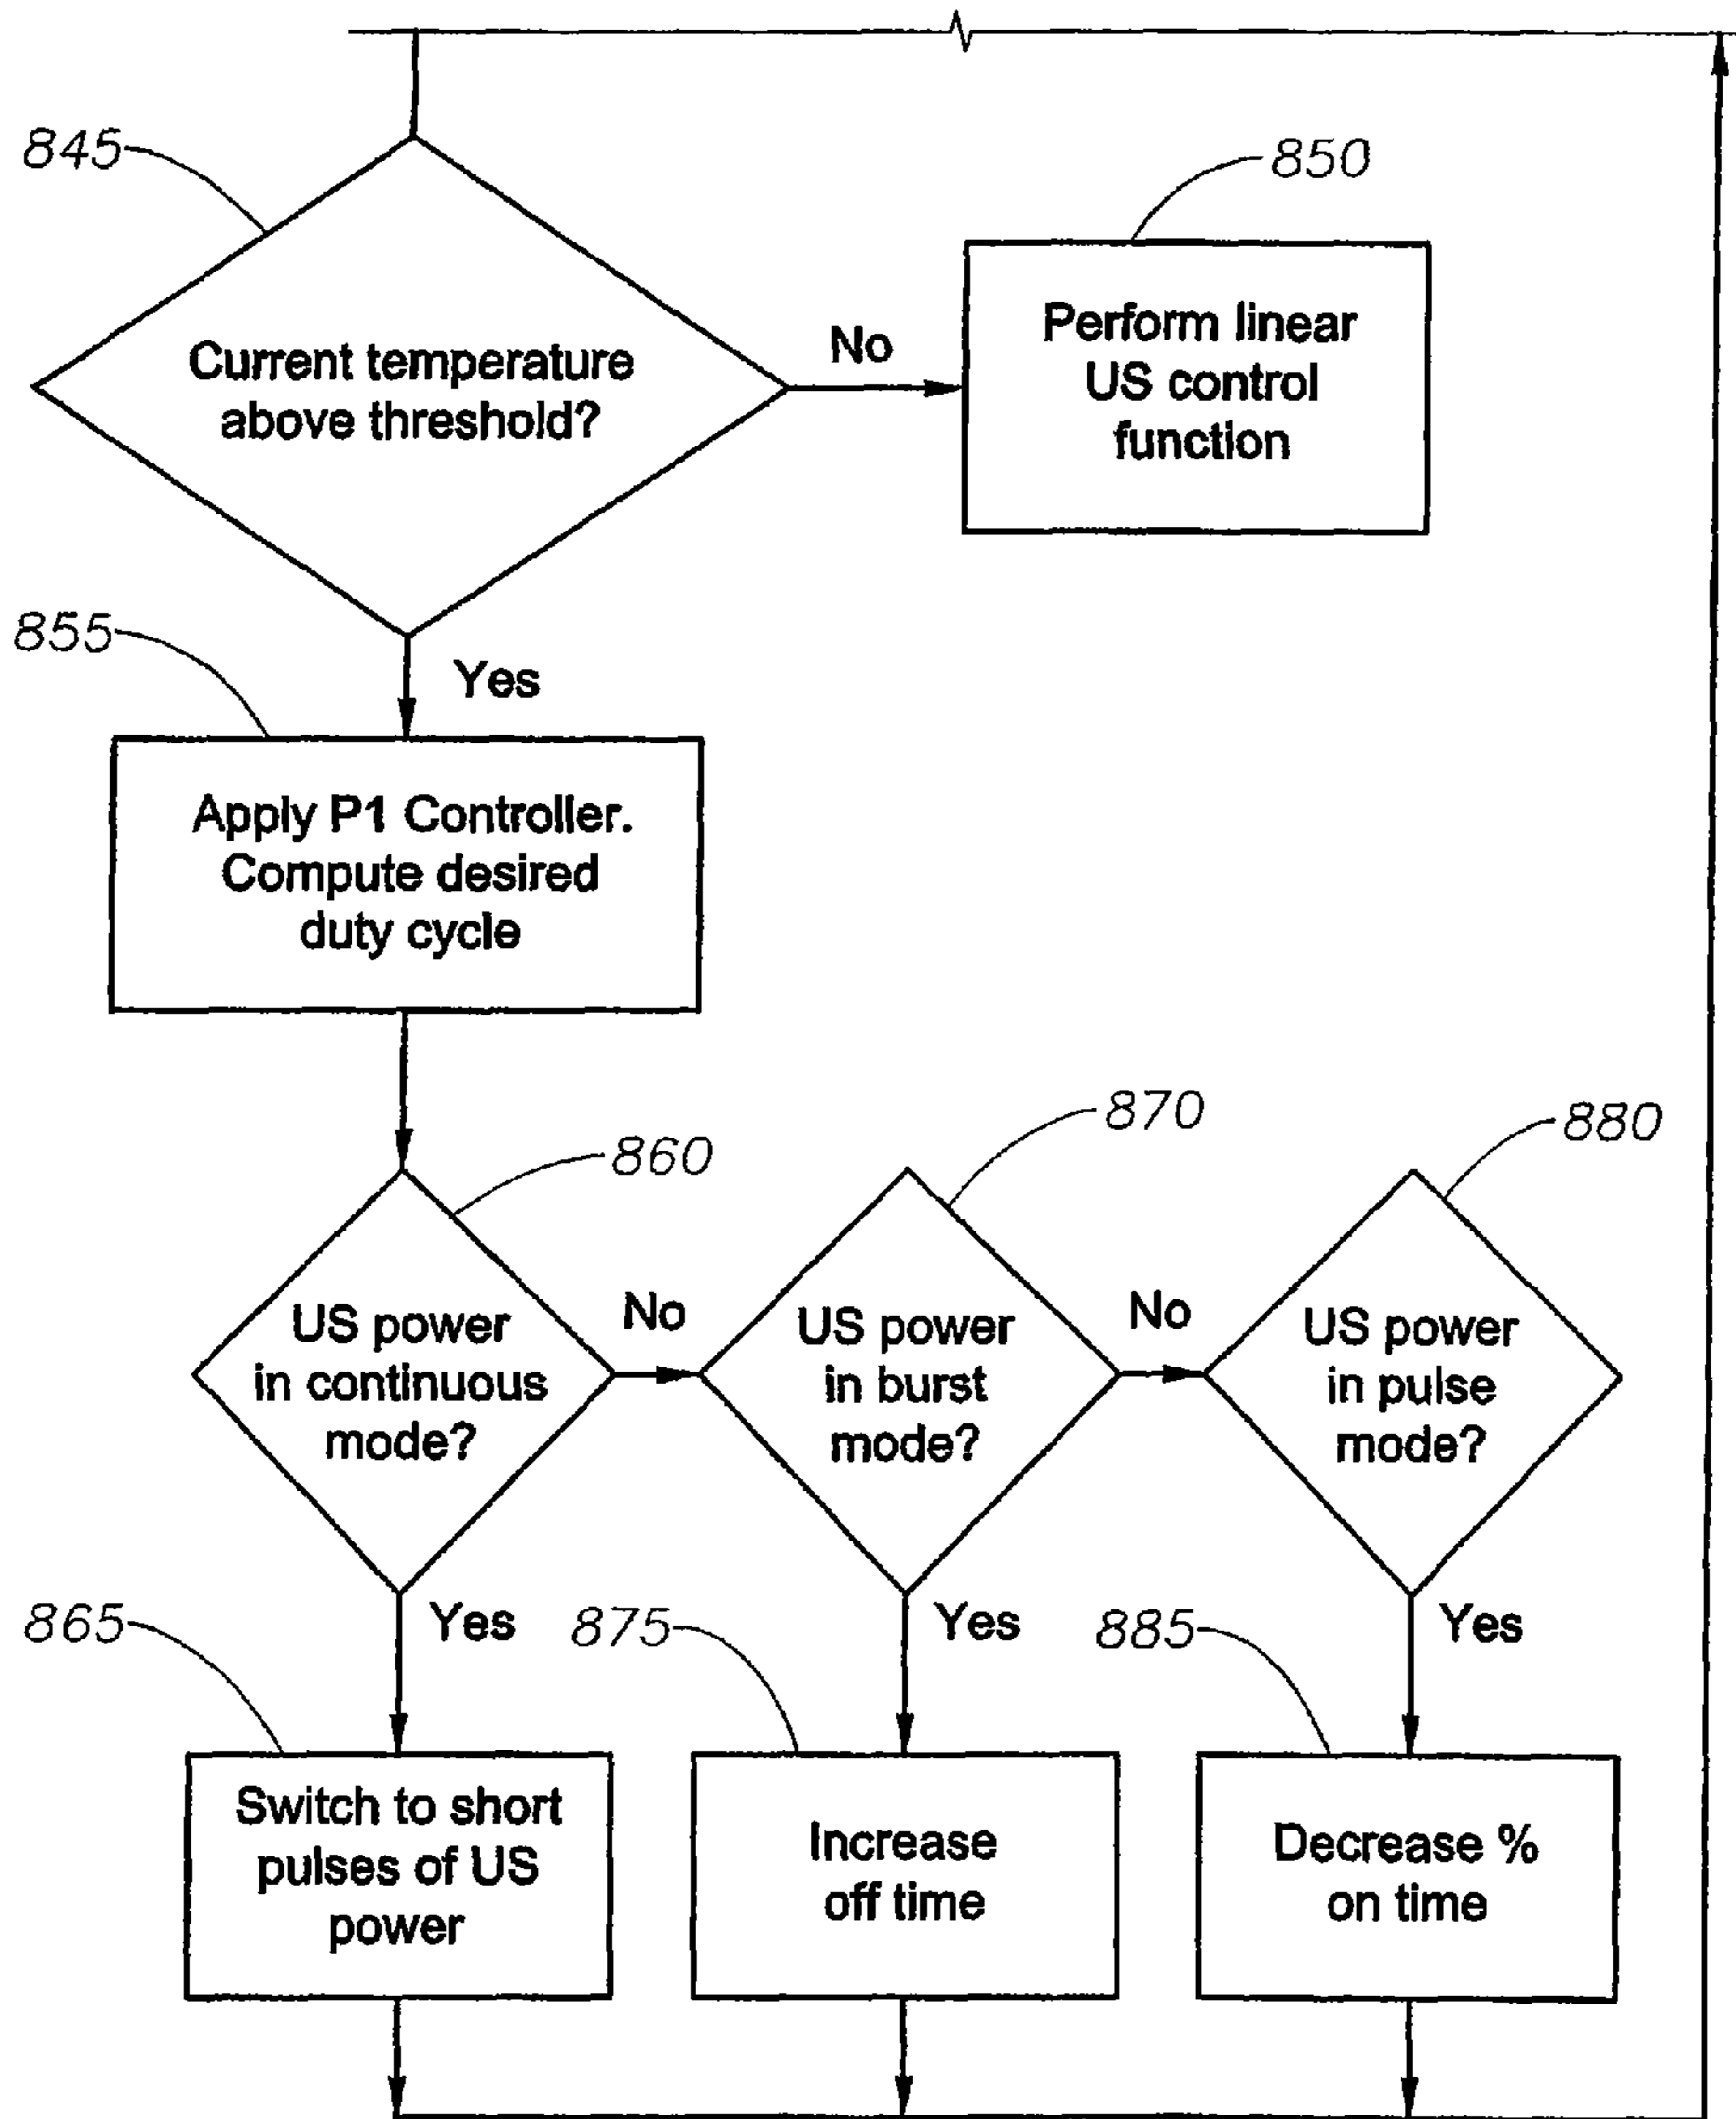 845
850
Current temperature
above threshold?
No
Perform linear
US control
function
855
Yes
Apply P1 Controller.
Compute desired
duty cycle
860
870
880
US power
in continuous
mode?
No
US power
in burst
mode?
No
US power
in pulse
mode?
865
Yes
875
Yes
885
Yes
Switch to short
pulses of US
power
Increase
off time
Decrease %
on time